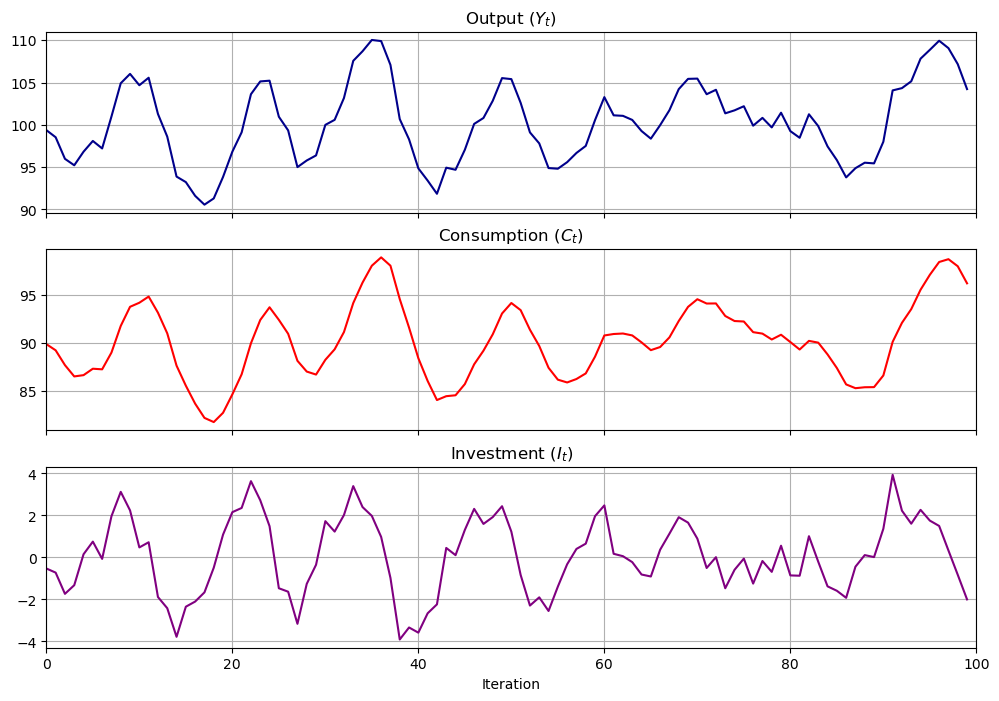 Output (Y_t)
110
105
100
95
90
Consumption (C_t)
95
90
85
Investment (I_t)
4
2
0
−2
−4
0 20 40 60 80 100
Iteration